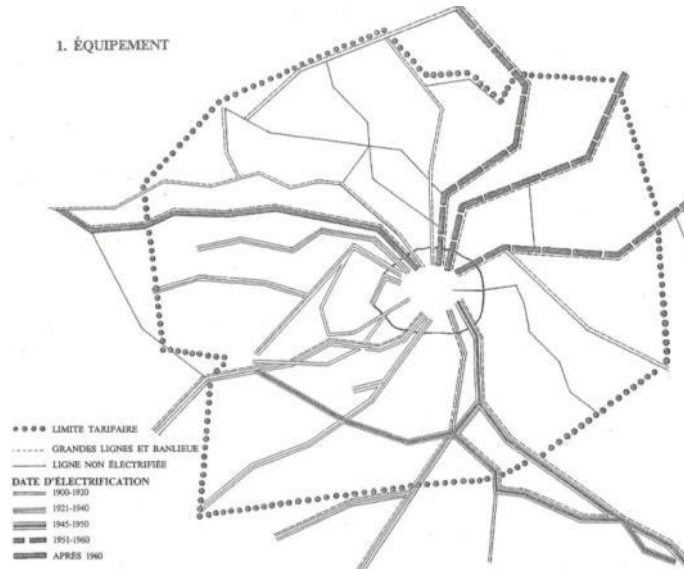 1. ÉQUIPEMENT
LIMITE TARIFAIRE
GRANDES LIGNES ET BANLIEUE
LIGNE NON ÉLECTRIFIÉE
DATE D'ÉLECTRIFICATION
1900-1920
1921-1940
1945-1950
1951-1960
APRÈS 1960